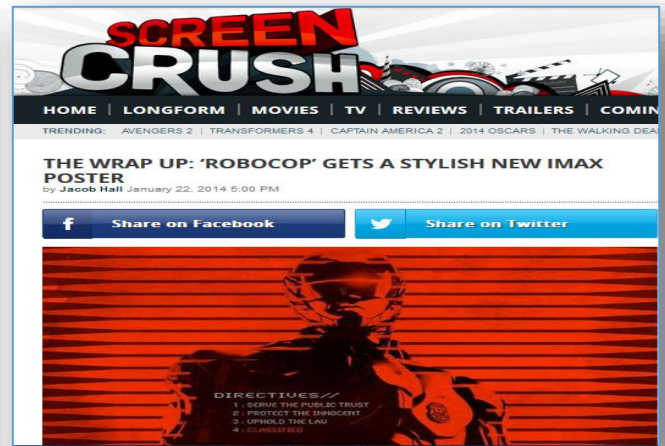 SCREEN
CRUSH
HOME | LONGFORM | MOVIES | TV | REVIEWS | TRAILERS | COMIN
TRENDING: AVENGERS 2 | TRANSFORMERS 4 | CAPTAIN AMERICA 2 | 2014 OSCARS | THE WALKING DEA
THE WRAP UP: ‘ROBOCOP’ GETS A STYLISH NEW IMAX
POSTER
by Jacob Hall January 22, 2014 5:00 PM
f Share on Facebook Share on Twitter
DIRECTIVES//
1 : SERVE THE PUBLIC TRUST
2 : PROTECT THE INNOCENT
3 : UPHOLD THE LAW
4 : CLASSIFIED